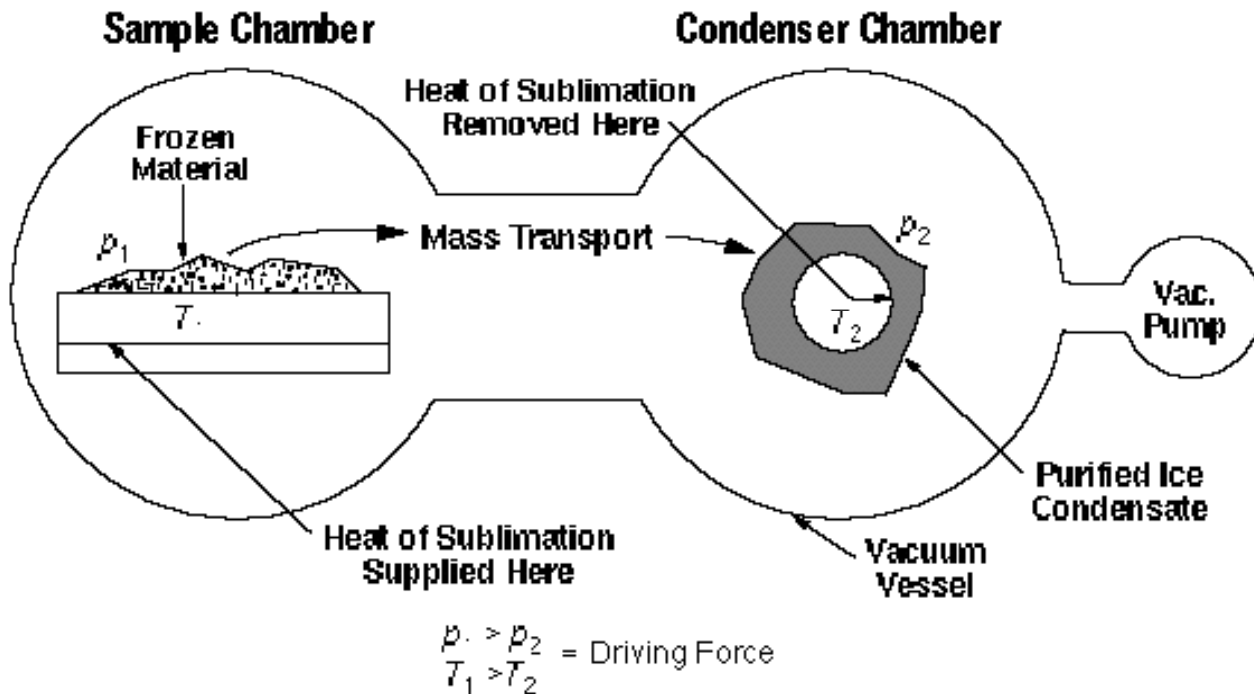 Sample Chamber
Condenser Chamber
Heat of Sublimation
Removed Here
Frozen
Material
p1
Mass Transport
p2
T.
T2
Vac.
Pump
Purified Ice
Condensate
Heat of Sublimation
Supplied Here
Vacuum
Vessel
p. > p2
T1 > T2
= Driving Force